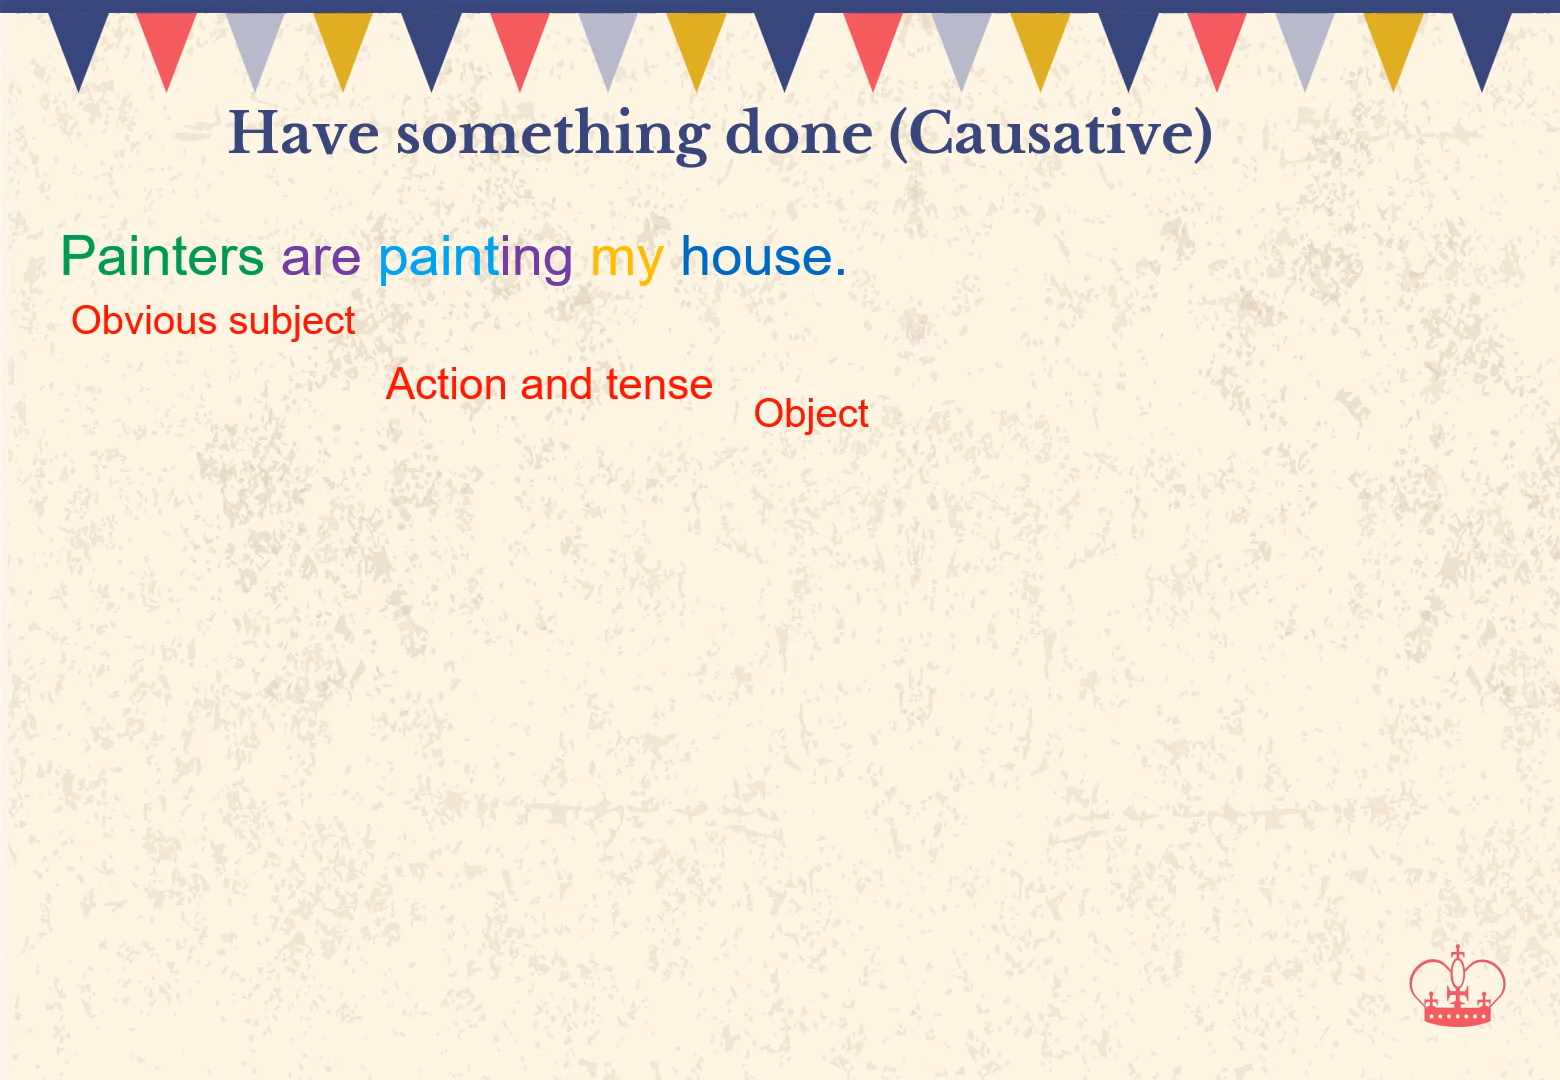 Have something done (Causative)
Painters are painting my house.
Obvious subject
Action and tense
Object